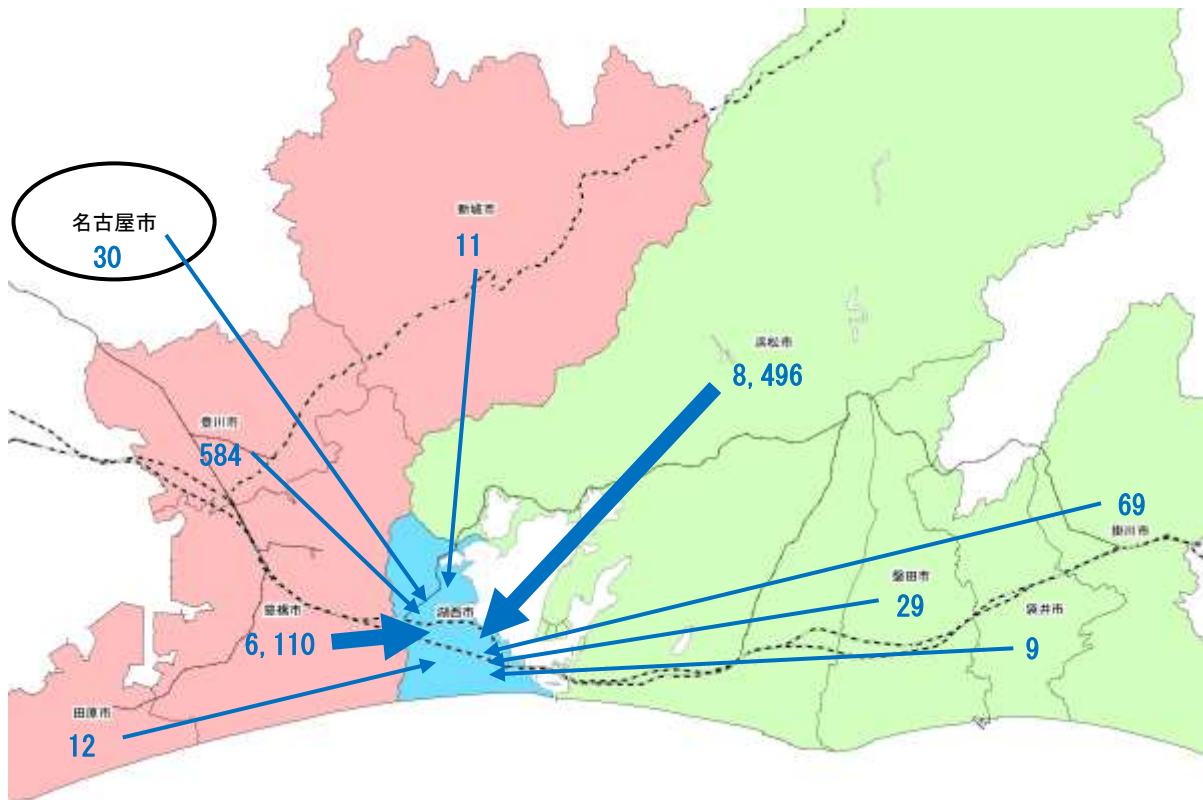 名古屋市
30
新城市
11
浜松市
8,496
豊川市
584
69
掛川市
磐田市
29
袋井市
9
湖西市
豊橋市
6,110
田原市
12